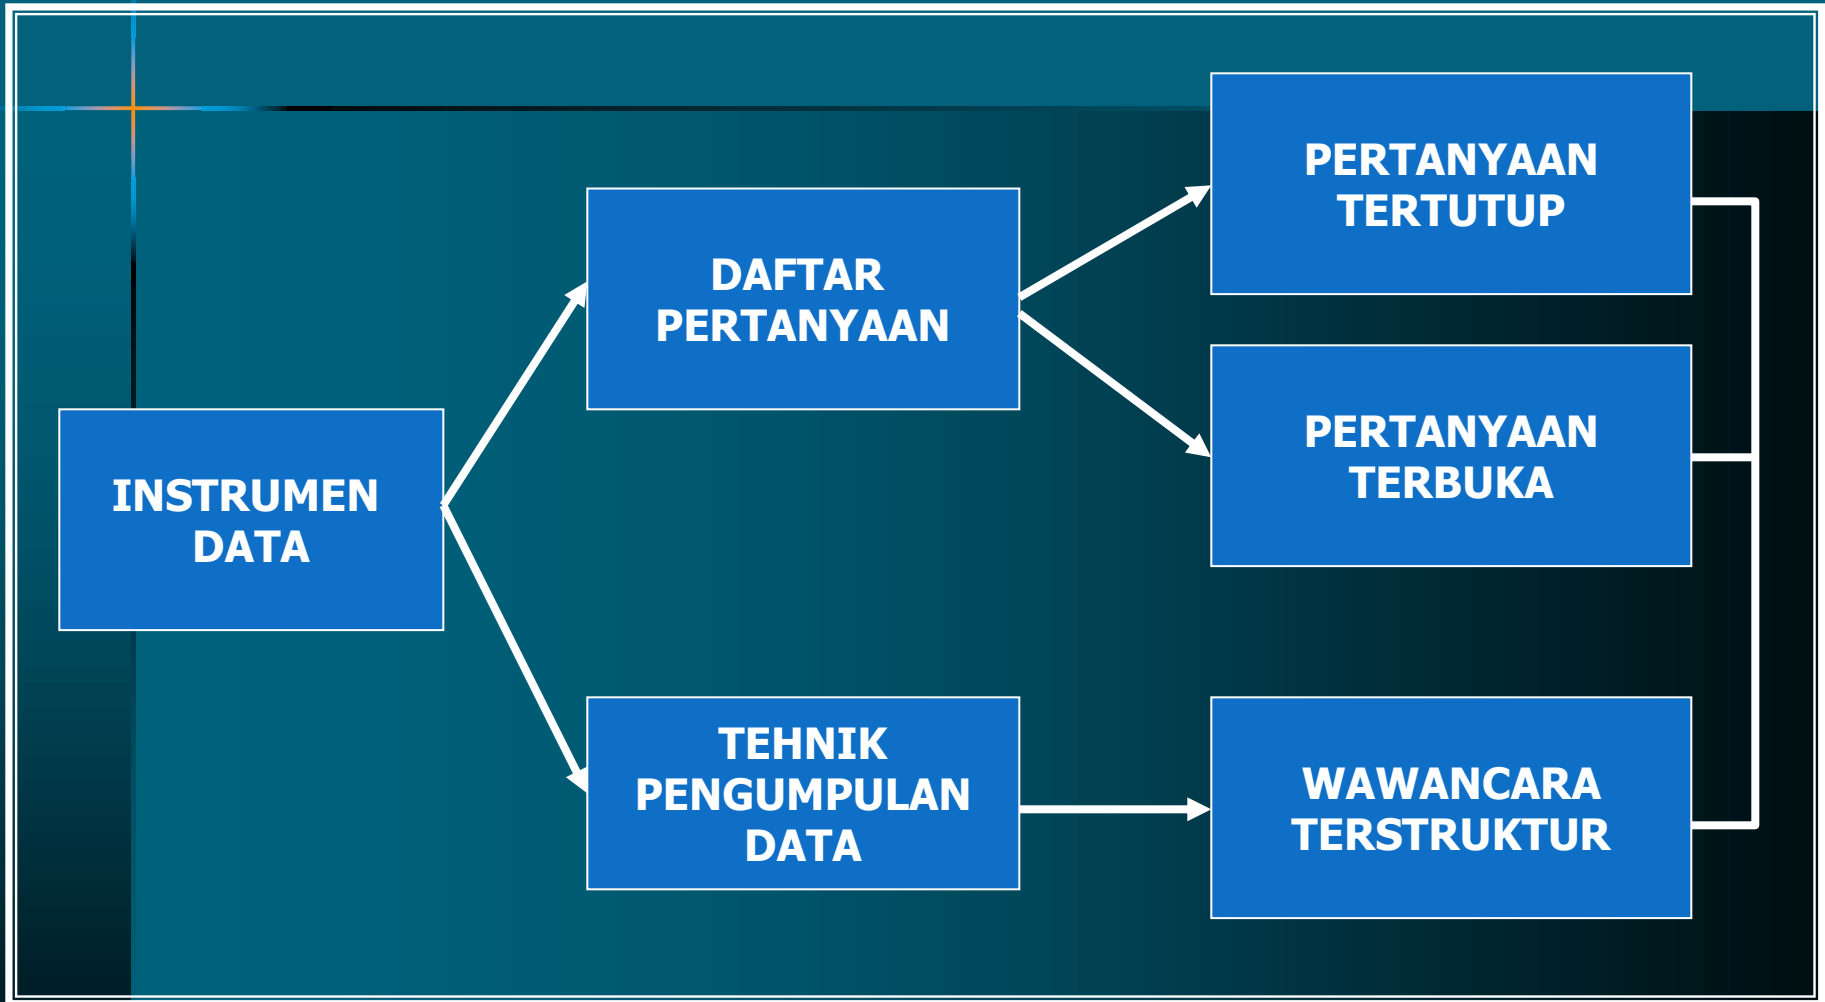 INSTRUMEN
DATA
DAFTAR
PERTANYAAN
TEHNIK
PENGUMPULAN
DATA
PERTANYAAN
TERTUTUP
PERTANYAAN
TERBUKA
WAWANCARA
TERSTRUKTUR